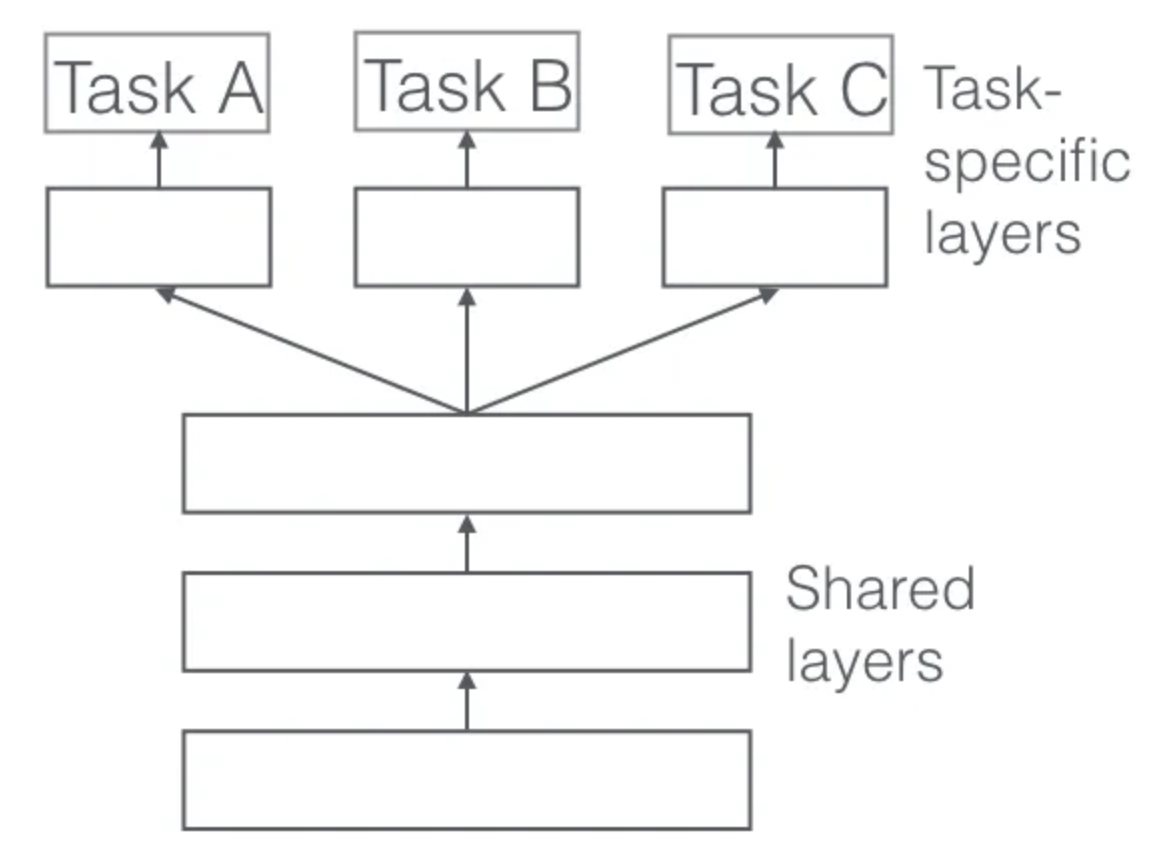 Task A
Task B
Task C
Task-
specific
layers
Shared
layers